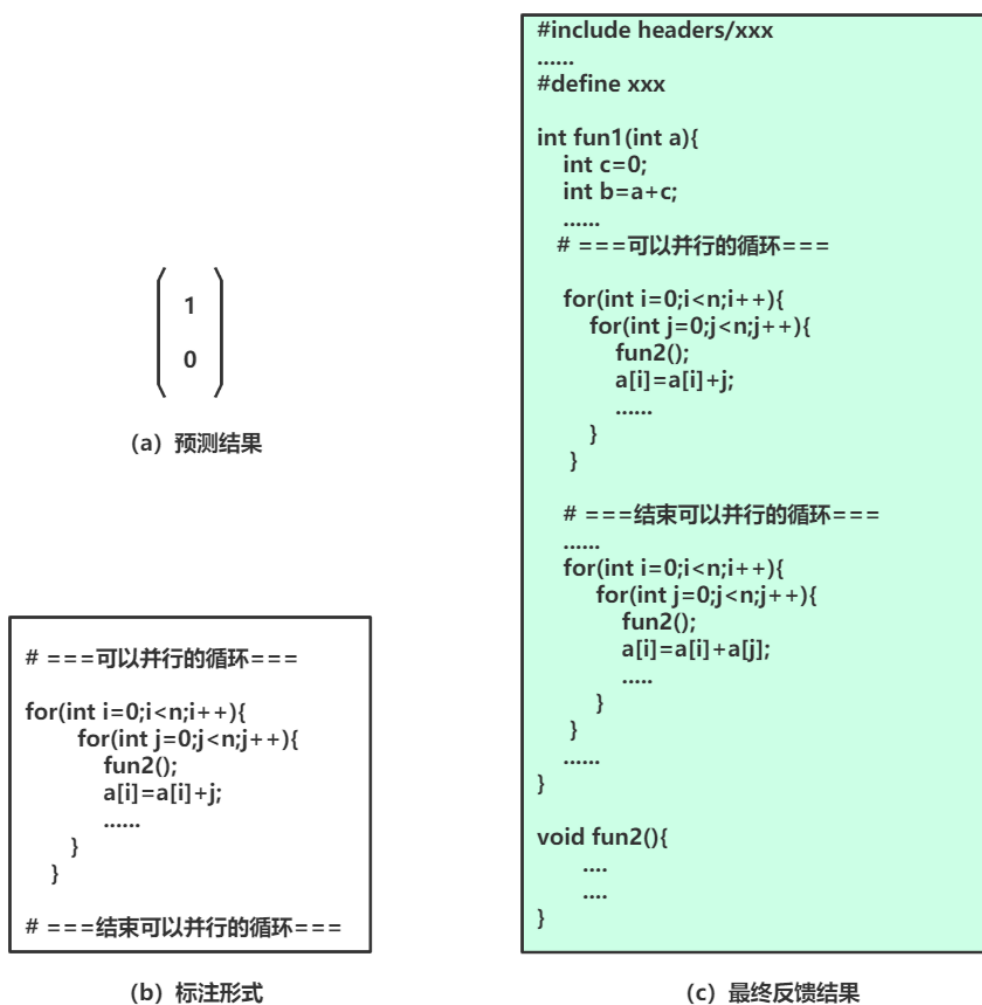 1
0
(a) 预测结果
# ===可以并行的循环===
for(int i=0;i<n;i++){
for(int j=0;j<n;j++){
fun2();
a[i]=a[i]+j;
......
}
}
# ===结束可以并行的循环===
(b) 标注形式
#include headers/xxx
......
#define xxx
int fun1(int a){
int c=0;
int b=a+c;
......
# ===可以并行的循环===
for(int i=0;i<n;i++){
for(int j=0;j<n;j++){
fun2();
a[i]=a[i]+j;
......
}
}
# ===结束可以并行的循环===
......
for(int i=0;i<n;i++){
for(int j=0;j<n;j++){
fun2();
a[i]=a[i]+a[j];
.....
}
}
......
}
void fun2(){
....
....
}
(c) 最终反馈结果